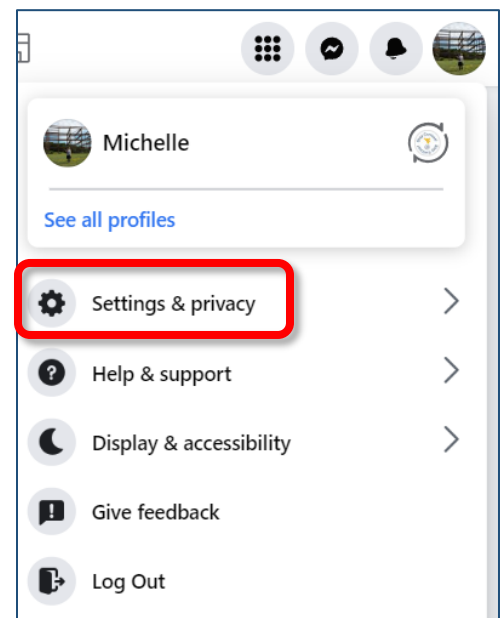 Michelle
See all profiles
Settings & privacy
Help & support
Display & accessibility
Give feedback
Log Out